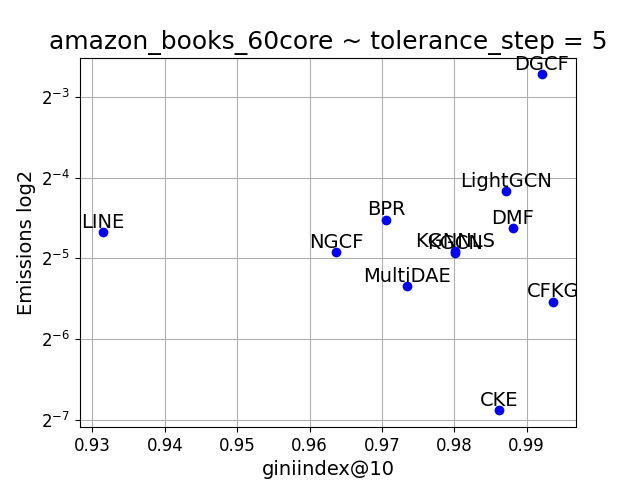 amazon_books_60core ~ tolerance_step = 5
DGCF
2⁻³
2⁻⁴
LightGCN
BPR
DMF
LINE
NGCF
KGNNLS
KGCN
2⁻⁵
MultiDAE
CFKG
2⁻⁶
CKE
2⁻⁷
Emissions log2
0.93 0.94 0.95 0.96 0.97 0.98 0.99
giniindex@10